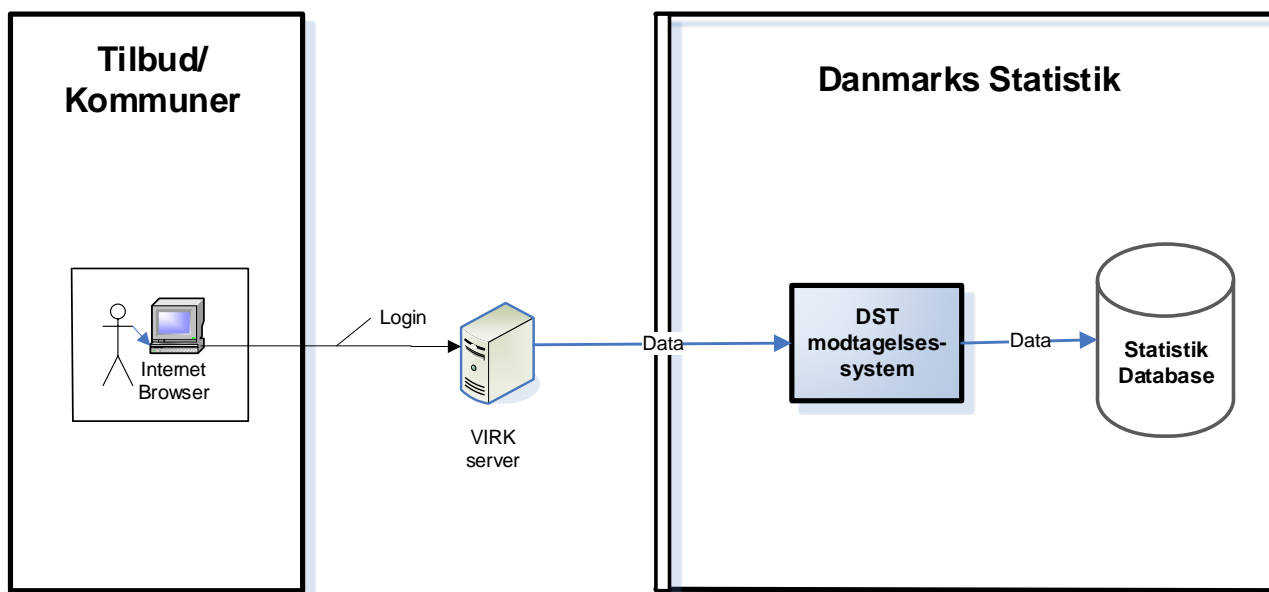 Tilbud/
Kommuner
Danmarks Statistik
Internet
Browser
Login
VIRK
server
Data
DST
modtagelses-
system
Data
Statistik
Database